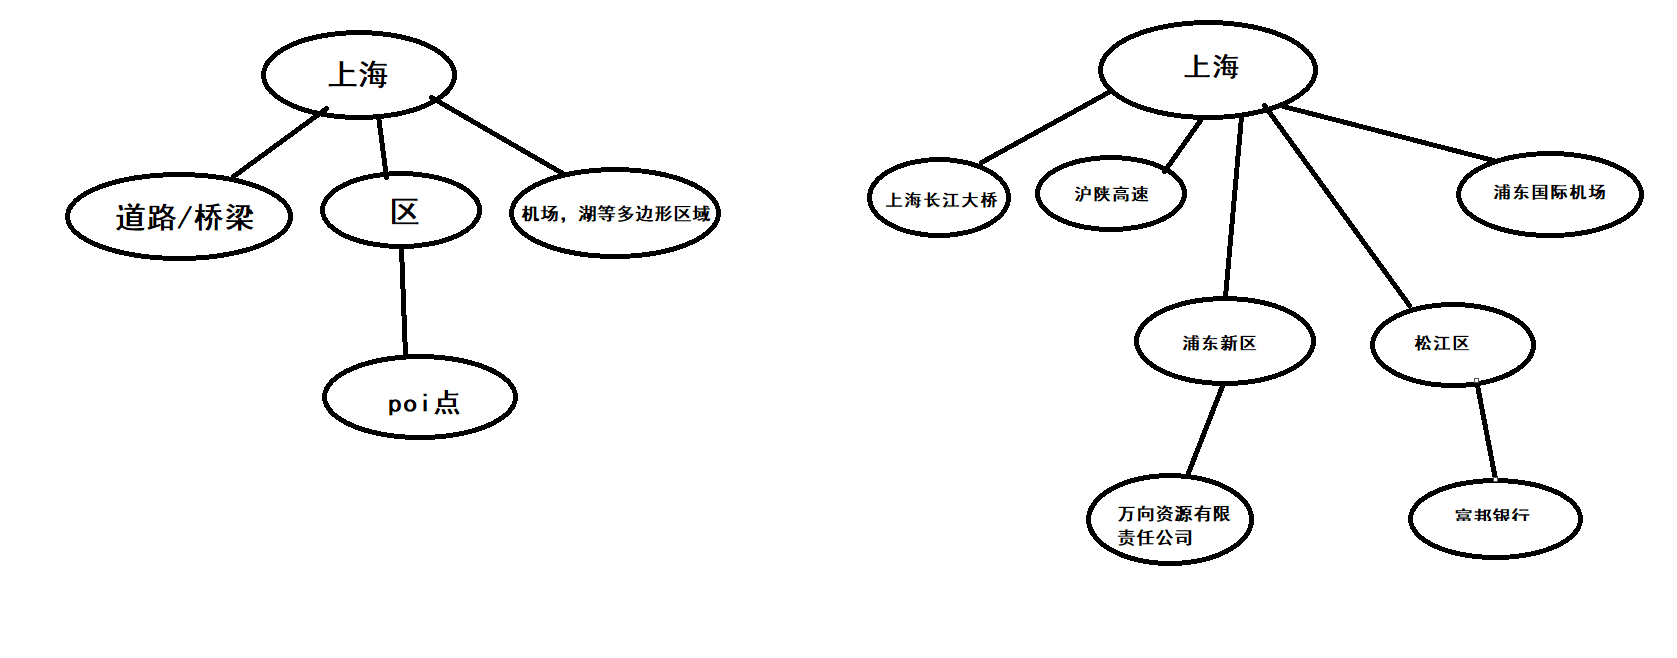 上海
道路/桥梁
区
机场，湖等多边形区域
poi点
上海
上海长江大桥
沪陕高速
浦东国际机场
浦东新区
松江区
万向资源有限
责任公司
富邦银行